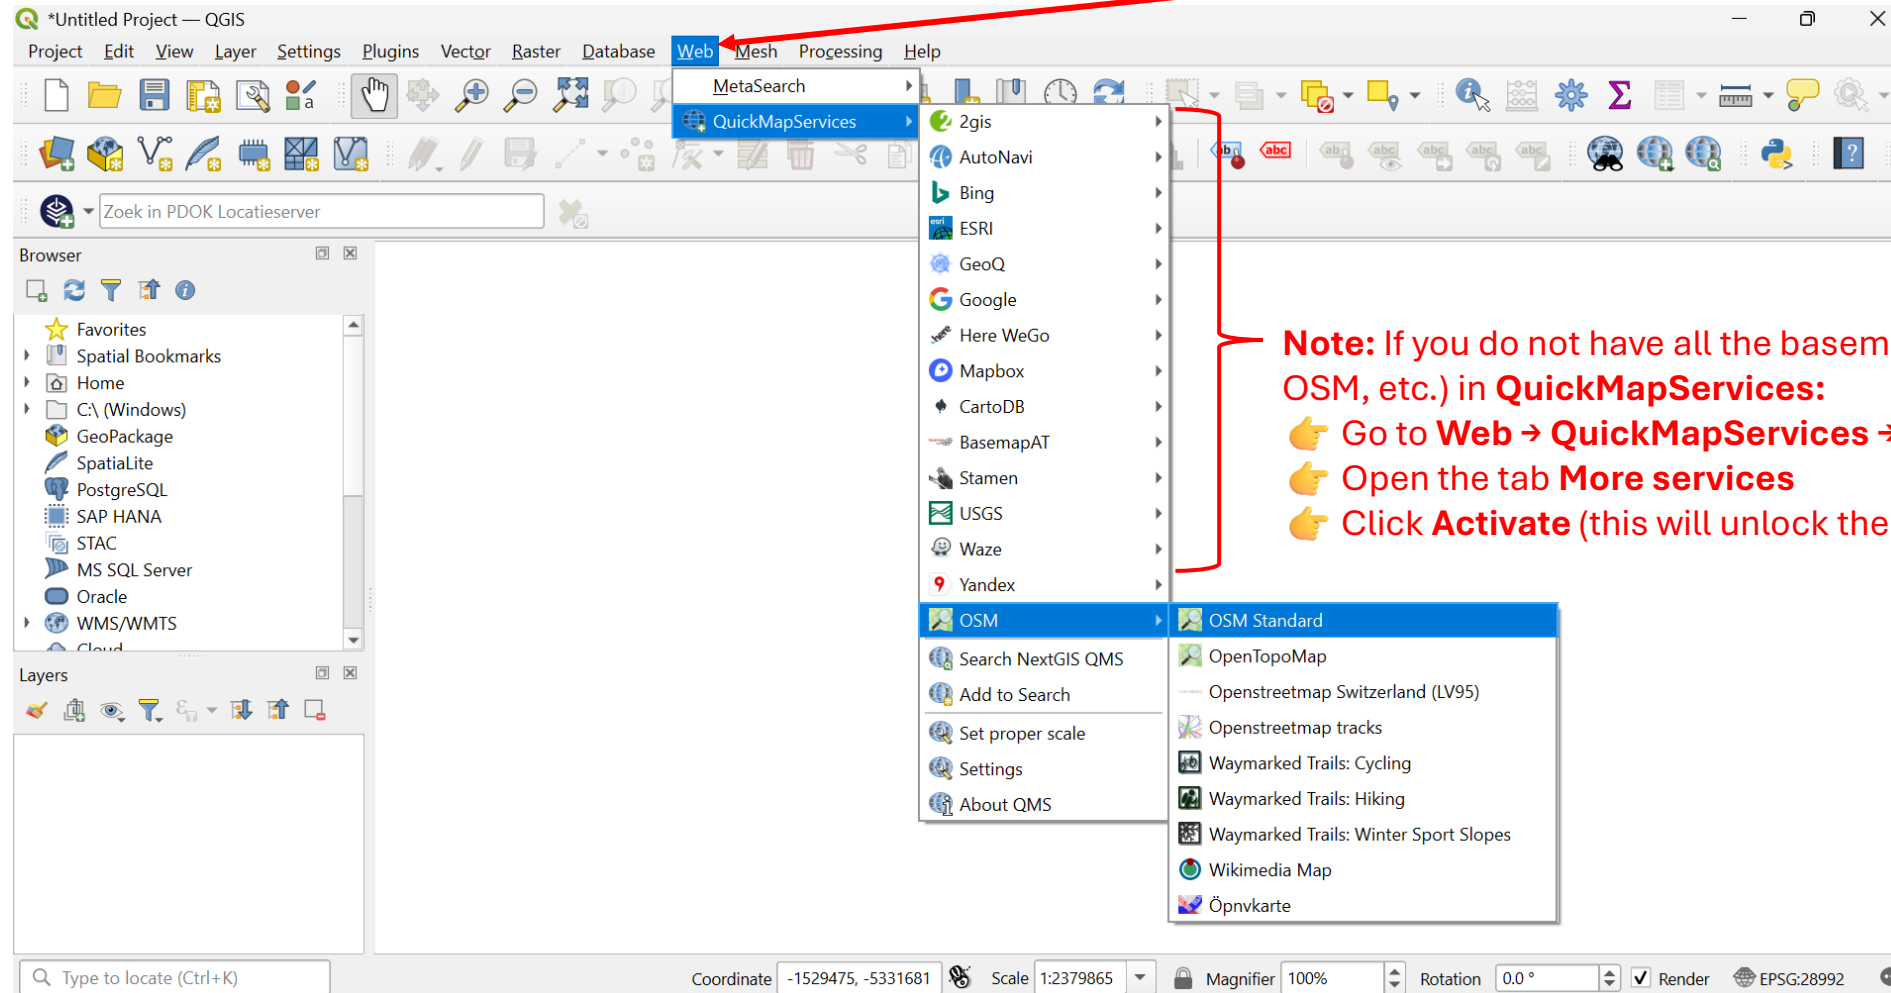 *Untitled Project — QGIS
Project Edit View Layer Settings Plugins Vector Raster Database Web Mesh Processing Help
MetaSearch
QuickMapServices
Zoek in PDOK Locatieserver
2gis
AutoNavi
Bing
ESRI
GeoQ
Google
Here WeGo
Mapbox
CartoDB
BasemapAT
Stamen
USGS
Waze
Yandex
OSM
Search NextGIS QMS
Add to Search
Set proper scale
Settings
About QMS
OSM Standard
OpenTopoMap
Openstreetmap Switzerland (LV95)
Openstreetmap tracks
Waymarked Trails: Cycling
Waymarked Trails: Hiking
Waymarked Trails: Winter Sport Slopes
Wikimedia Map
Öpnvkarte
Note: If you do not have all the basem
OSM, etc.) in QuickMapServices:
👉 Go to Web → QuickMapServices →
👉 Open the tab More services
👉 Click Activate (this will unlock the
Browser
Favorites
Spatial Bookmarks
Home
C:\ (Windows)
GeoPackage
SpatiaLite
PostgreSQL
SAP HANA
STAC
MS SQL Server
Oracle
WMS/WMTS
Cloud
Layers
Type to locate (Ctrl+K)
Coordinate -1529475, -5331681 Scale 1:2379865 Magnifier 100% Rotation 0.0 ° Render EPSG:28992